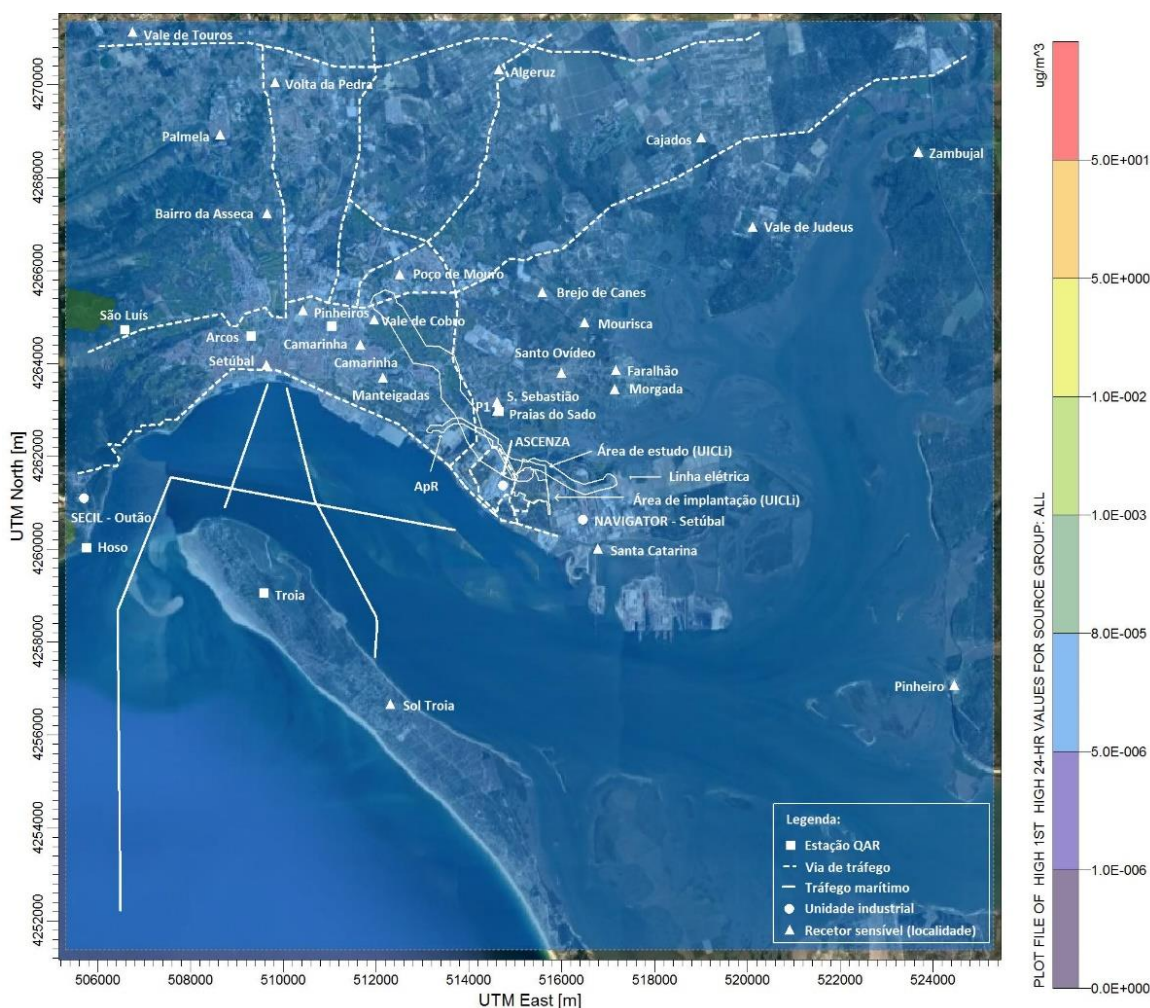 Vale de Touros
Volta da Pedra
Algeruz
Palmela
Cajados
Zambujal
Bairro da Asseca
Vale de Judeus
Poço de Mouro
Brejo de Canes
São Luís
Pinheiros
Vale de Cobro
Mourisca
Arcos
Camarinha
Setúbal
Camarinha
Santo Ovídeo
Faralhão
Manteigadas
Morgada
S. Sebastião
P1
Praias do Sado
ASCENZA
Área de estudo (UICLi)
ApR
Linha elétrica
Área de implantação (UICLi)
SECIL - Outão
NAVIGATOR - Setúbal
Hoso
Santa Catarina
Troia
Pinheiro
Sol Troia
Legenda:
Estação QAR
Via de tráfego
Tráfego marítimo
Unidade industrial
Recetor sensível (localidade)
UTM North [m]
4270000
4268000
4266000
4264000
4262000
4260000
4258000
4256000
4254000
4252000
506000 508000 510000 512000 514000 516000 518000 520000 522000 524000
UTM East [m]
PLOT FILE OF HIGH 1ST HIGH 24-HR VALUES FOR SOURCE GROUP: ALL
ug/m^3
5.0E+001
5.0E+000
1.0E-002
1.0E-003
8.0E-005
5.0E-006
1.0E-006
0.0E+000